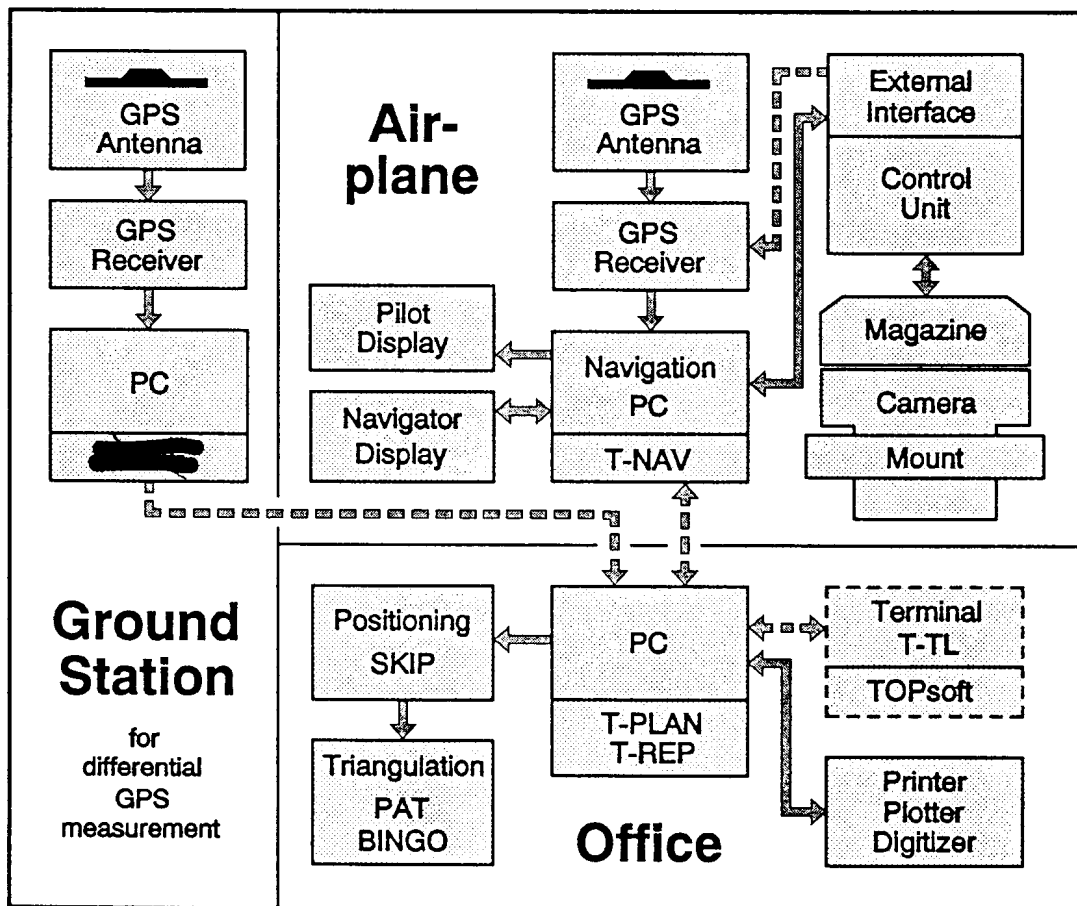 GPS
Antenna
GPS
Receiver
PC
Ground
Station
for
differential
GPS
measurement
Air-
plane
GPS
Antenna
GPS
Receiver
Pilot
Display
Navigator
Display
Navigation
PC
T-NAV
External
Interface
Control
Unit
Magazine
Camera
Mount
Positioning
SKIP
Triangulation
PAT
BINGO
PC
T-PLAN
T-REP
Office
Terminal
T-TL
TOPsoft
Printer
Plotter
Digitizer